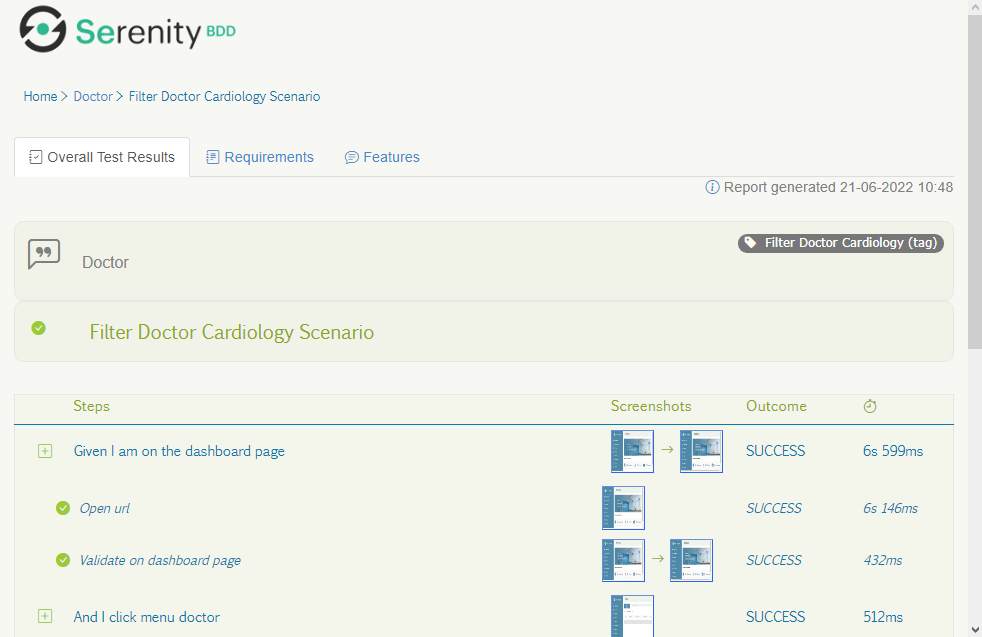 Serenity BDD
Home > Doctor > Filter Doctor Cardiology Scenario
Overall Test Results Requirements Features
Report generated 21-06-2022 10:48
Filter Doctor Cardiology (tag)
Doctor
Filter Doctor Cardiology Scenario
Steps Screenshots Outcome
Given I am on the dashboard page SUCCESS 6s 599ms
Open url SUCCESS 6s 146ms
Validate on dashboard page SUCCESS 432ms
And I click menu doctor SUCCESS 512ms